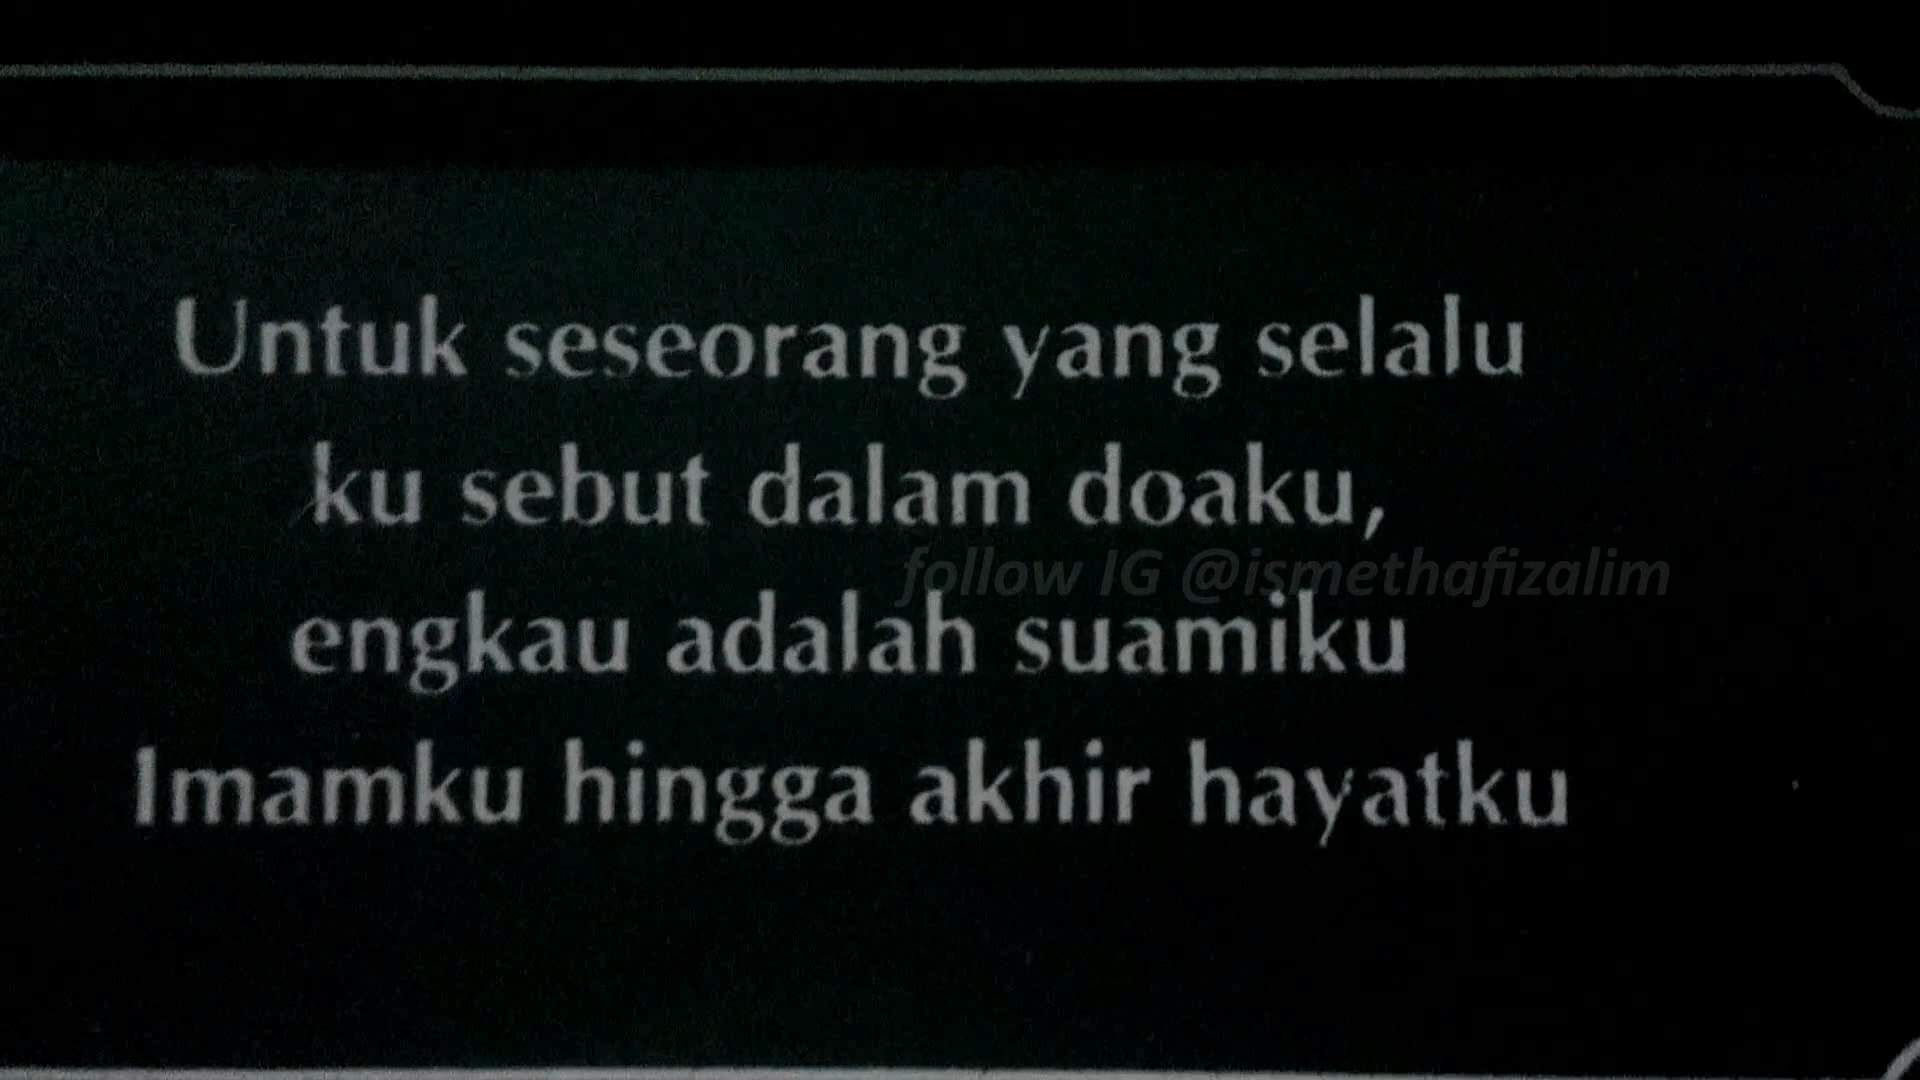 Untuk seseorang yang selalu
ku sebut dalam doaku,
follow IG @ismethafizalim
engkau adalah suamiku
Imamku hingga akhir hayatku